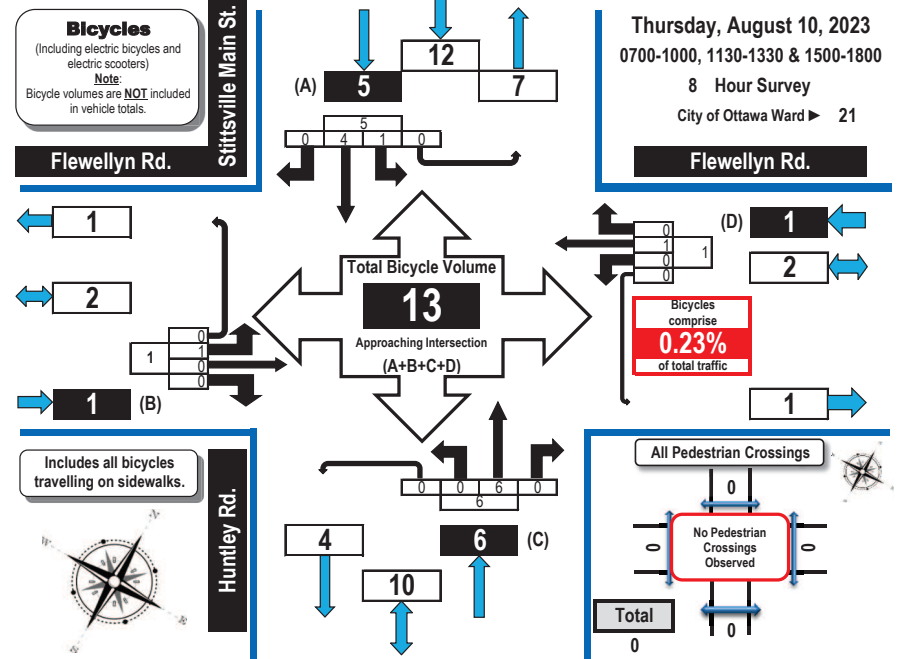 Bicycles
(Including electric bicycles and
electric scooters)
Note:
Bicycle volumes are NOT included
in vehicle totals.
Flewellyn Rd.
Stittsville Main St.
12
(A) 5
7
5
0 4 1 0
Thursday, August 10, 2023
0700-1000, 1130-1330 & 1500-1800
8 Hour Survey
City of Ottawa Ward ► 21
Flewellyn Rd.
1
2
0
1
0
0
1
1 (B)
Total Bicycle Volume
13
Approaching Intersection
(A+B+C+D)
0
1
0
0
1
(D) 1
2
Bicycles
comprise
0.23%
of total traffic
1
Includes all bicycles
travelling on sidewalks.
N
E
S
W
Huntley Rd.
0 0 6 0
6
4
6 (C)
10
All Pedestrian Crossings
0
0
No Pedestrian
Crossings
Observed
0
0
Total
0